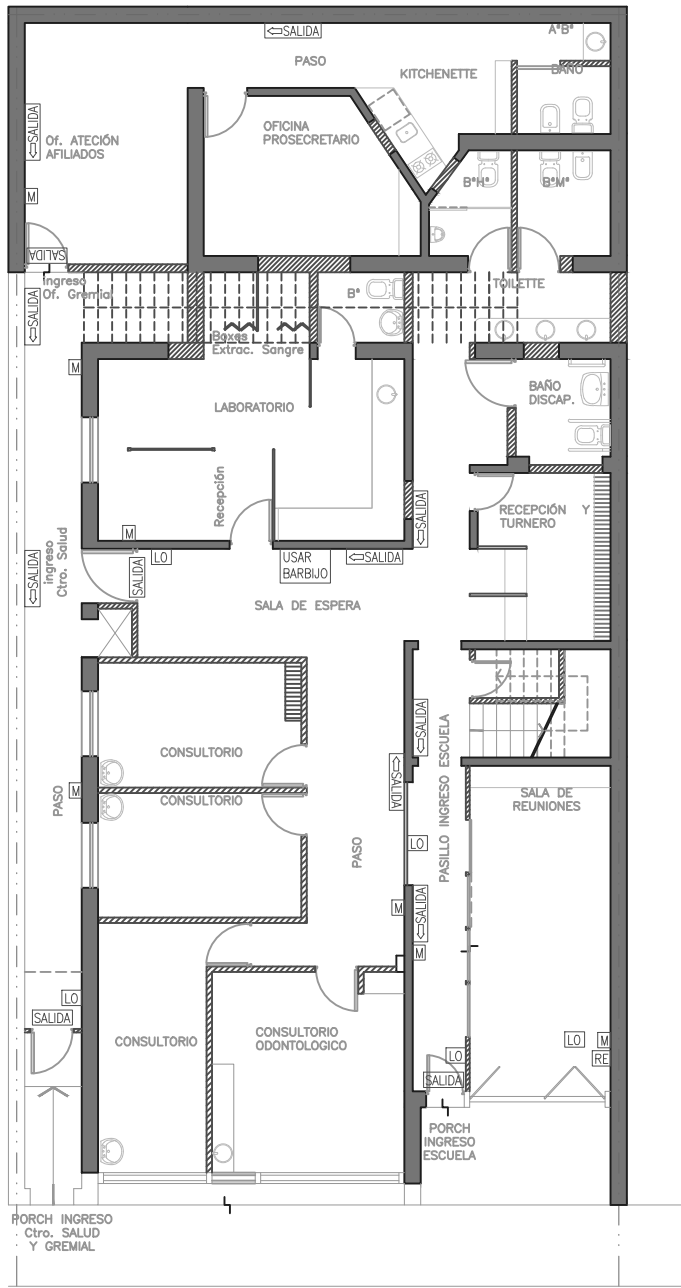 A°B°
⇦SALIDA
PASO
BAÑO
KITCHENETTE
⇦SALIDA
OFICINA
PROSECRETARIO
Of. ATECIÓN
AFILIADOS
M
B°H°
B°M°
SALIDA
ingreso
Of. Gremial
TOILETTE
B°
⇦SALIDA
Boxes
Extrac. Sangre
M
BAÑO
DISCAP.
LABORATORIO
Recepción
⇦SALIDA
RECEPCIÓN Y
TURNERO
M
⇦SALIDA
ingreso
Ctro. Salud
SALIDA
LO
USAR
BARBIJO
⇦SALIDA
SALA DE ESPERA
⇦SALIDA
PASILLO INGRESO ESCUELA
CONSULTORIO
⇦SALIDA
PASO
M
CONSULTORIO
SALA DE
REUNIONES
PASO
LO
M
⇦SALIDA
M
LO
SALIDA
CONSULTORIO
CONSULTORIO
ODONTOLOGICO
LO
SALIDA
LO
M
RE
PORCH
INGRESO
ESCUELA
PORCH INGRESO
Ctro. SALUD
Y GREMIAL